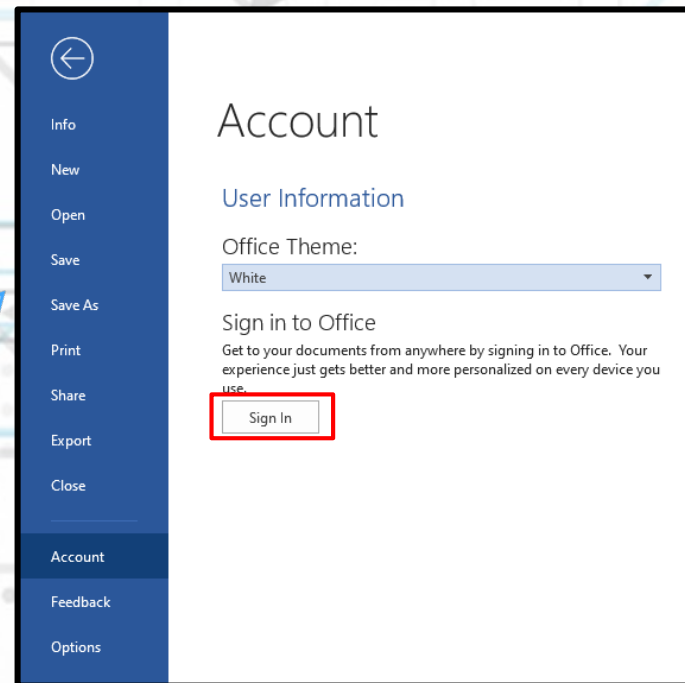 Info
New
Open
Save
Save As
Print
Share
Export
Close
Account
Feedback
Options
Account
User Information
Office Theme:
White
Sign in to Office
Get to your documents from anywhere by signing in to Office. Your
experience just gets better and more personalized on every device you
use.
Sign In